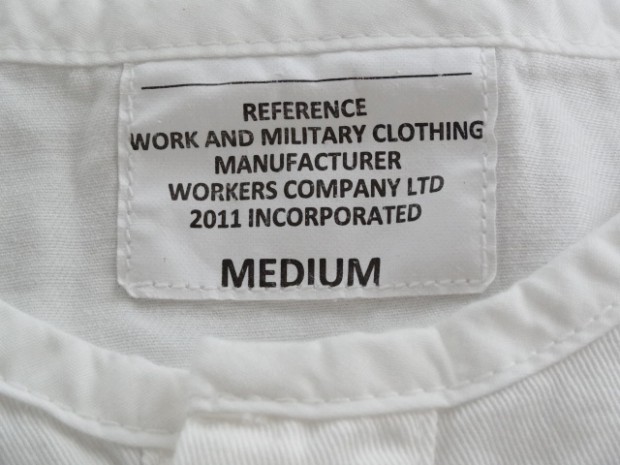 REFERENCE
WORK AND MILITARY CLOTHING
MANUFACTURER
WORKERS COMPANY LTD
2011 INCORPORATED
MEDIUM